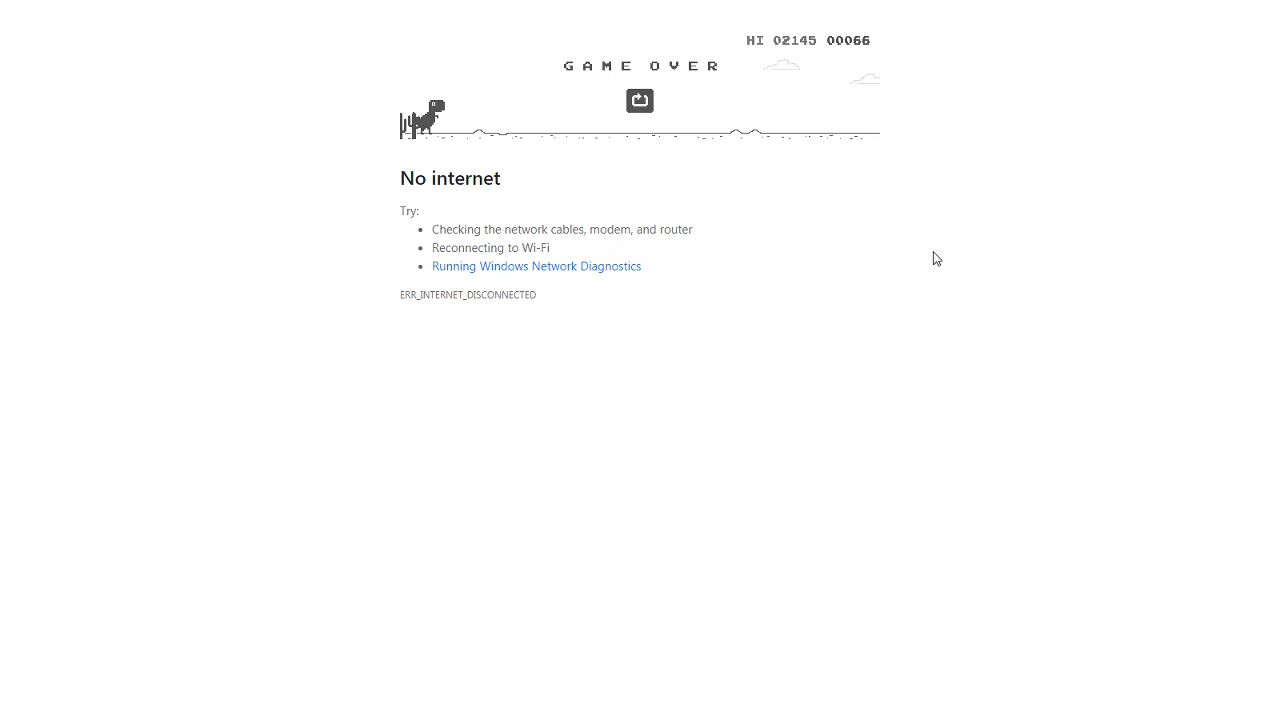 HI 02145 00066
GAME OVER
No internet
Try:
Checking the network cables, modem, and router
Reconnecting to Wi-Fi
Running Windows Network Diagnostics
ERR_INTERNET_DISCONNECTED